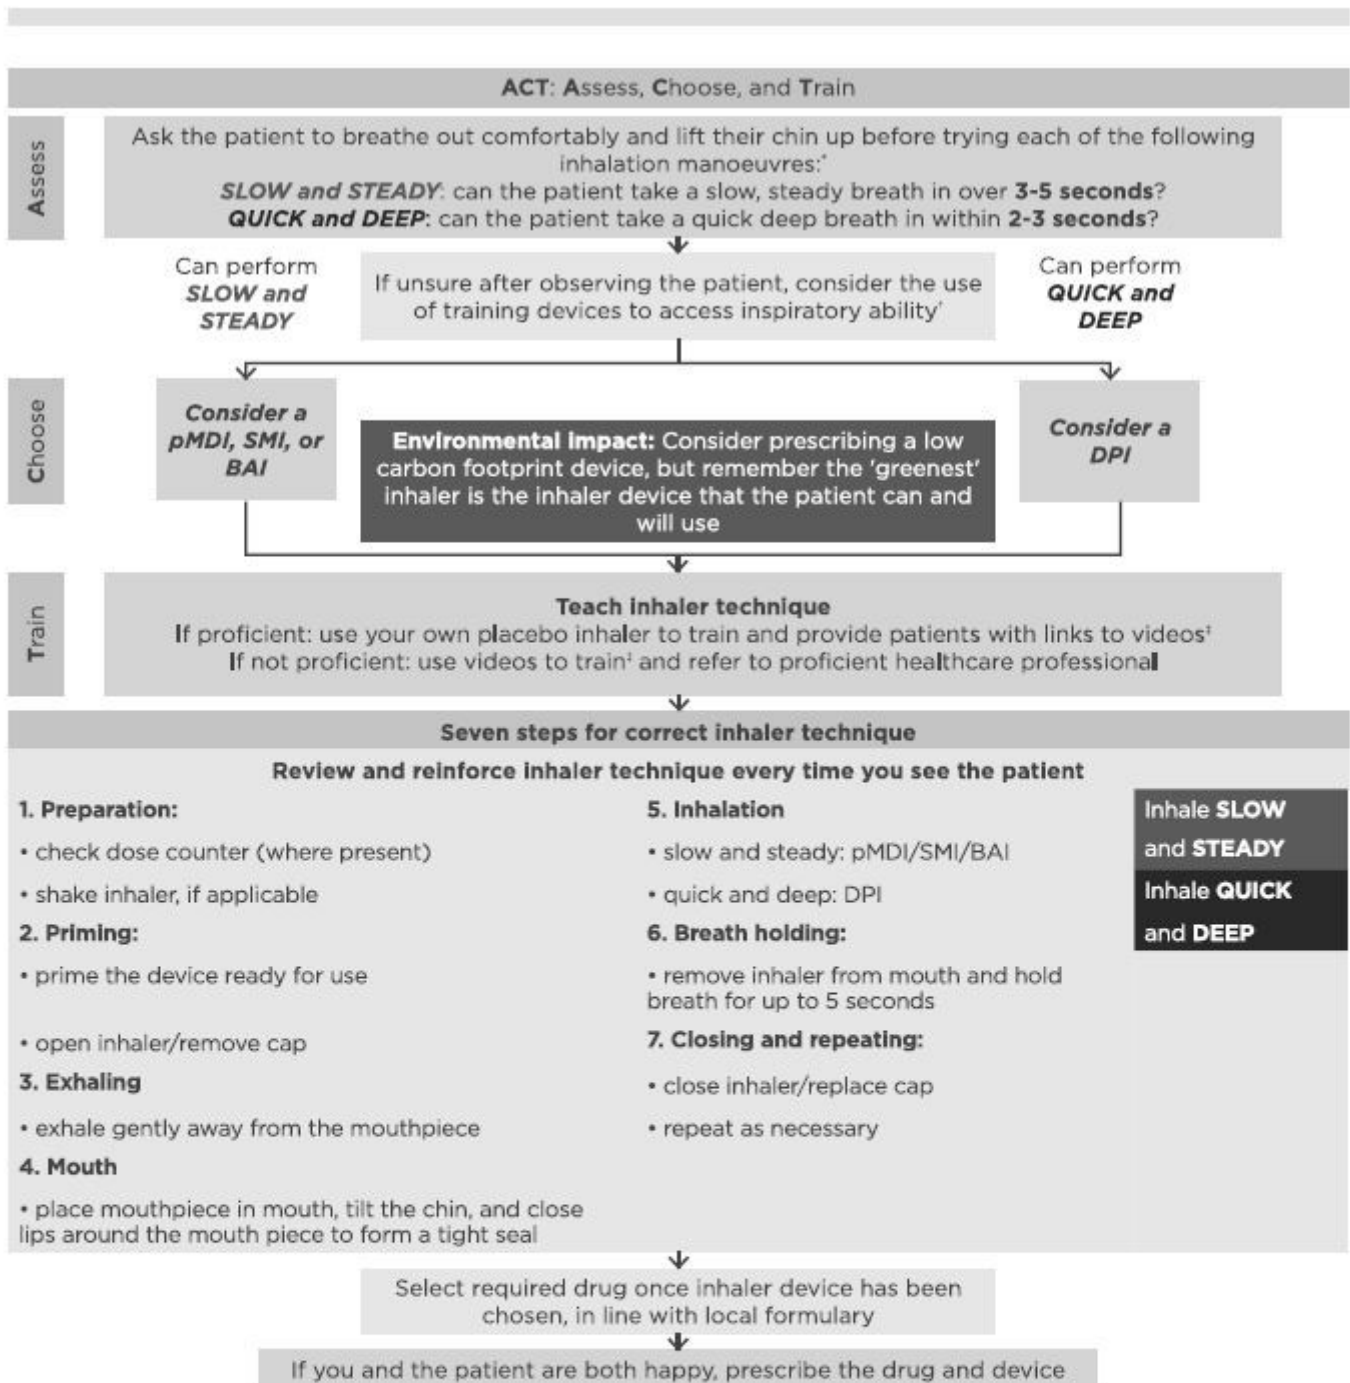 ACT: Assess, Choose, and Train
Assess
Ask the patient to breathe out comfortably and lift their chin up before trying each of the following
inhalation manoeuvres:*
SLOW and STEADY: can the patient take a slow, steady breath in over 3-5 seconds?
QUICK and DEEP: can the patient take a quick deep breath in within 2-3 seconds?
Can perform
SLOW and
STEADY
If unsure after observing the patient, consider the use
of training devices to access inspiratory ability†
Can perform
QUICK and
DEEP
Choose
Consider a
pMDI, SMI, or
BAI
Environmental Impact: Consider prescribing a low
carbon footprint device, but remember the 'greenest'
inhaler is the inhaler device that the patient can and
will use
Consider a
DPI
Train
Teach inhaler technique
If proficient: use your own placebo inhaler to train and provide patients with links to videos‡
If not proficient: use videos to train‡ and refer to proficient healthcare professional
Seven steps for correct inhaler technique
Review and reinforce inhaler technique every time you see the patient
1. Preparation:
• check dose counter (where present)
• shake inhaler, if applicable
2. Priming:
• prime the device ready for use
• open inhaler/remove cap
3. Exhaling
• exhale gently away from the mouthpiece
4. Mouth
• place mouthpiece in mouth, tilt the chin, and close
lips around the mouth piece to form a tight seal
5. Inhalation
• slow and steady: pMDI/SMI/BAI
• quick and deep: DPI
6. Breath holding:
• remove inhaler from mouth and hold
breath for up to 5 seconds
7. Closing and repeating:
• close inhaler/replace cap
• repeat as necessary
Inhale SLOW
and STEADY
Inhale QUICK
and DEEP
Select required drug once inhaler device has been
chosen, in line with local formulary
If you and the patient are both happy, prescribe the drug and device